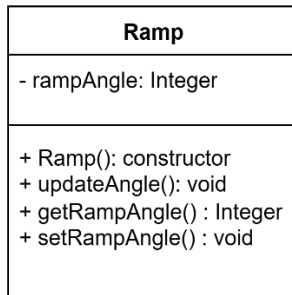 Ramp
- rampAngle: Integer
+ Ramp(): constructor
+ updateAngle(): void
+ getRampAngle() : Integer
+ setRampAngle() : void